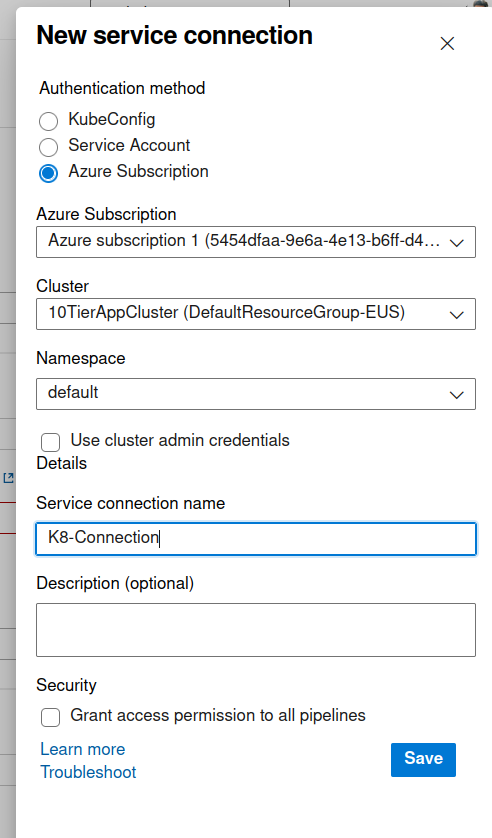 New service connection
Authentication method
KubeConfig
Service Account
Azure Subscription
Azure Subscription
Azure subscription 1 (5454dfaa-9e6a-4e13-b6ff-d4...
Cluster
10TierAppCluster (DefaultResourceGroup-EUS)
Namespace
default
Use cluster admin credentials
Details
Service connection name
K8-Connection
Description (optional)
Security
Grant access permission to all pipelines
Learn more
Save
Troubleshoot